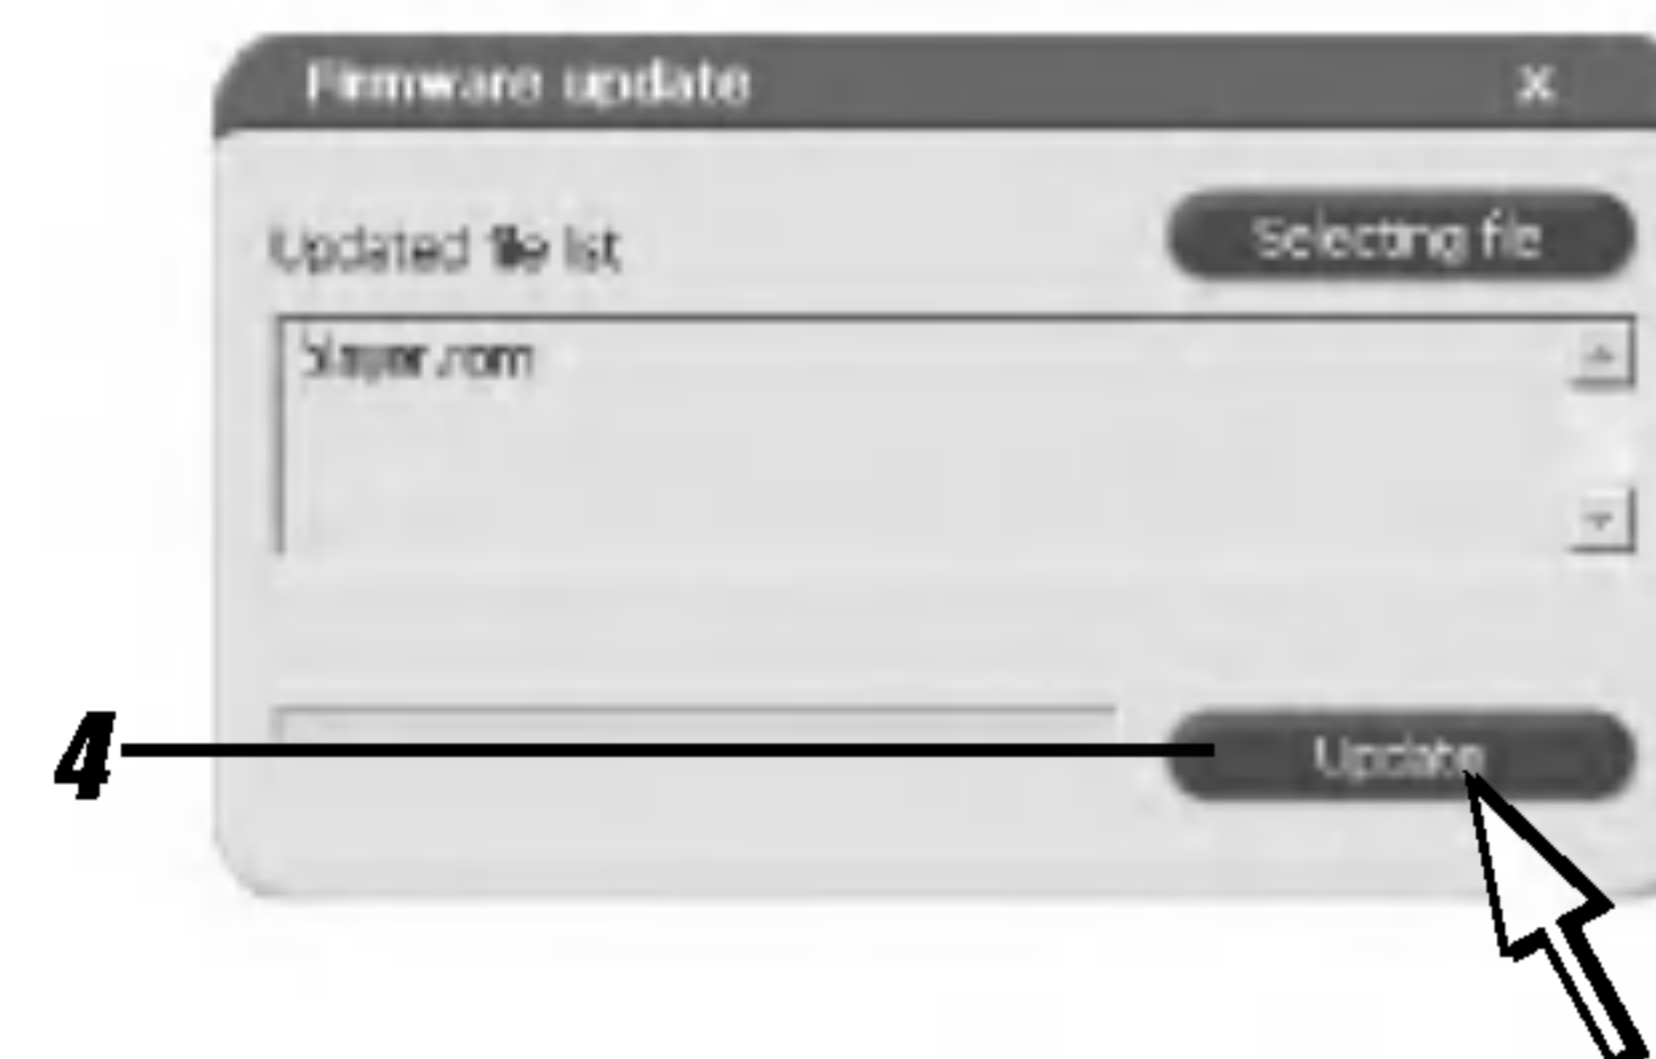 Firmware update x
Updated file list Selecting file
player.rom
4 Update